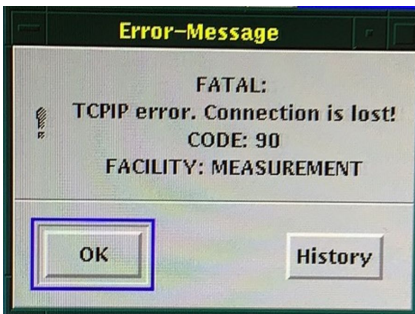 Error-Message
FATAL:
TCPIP error. Connection is lost!
CODE: 90
FACILITY: MEASUREMENT
OK
History